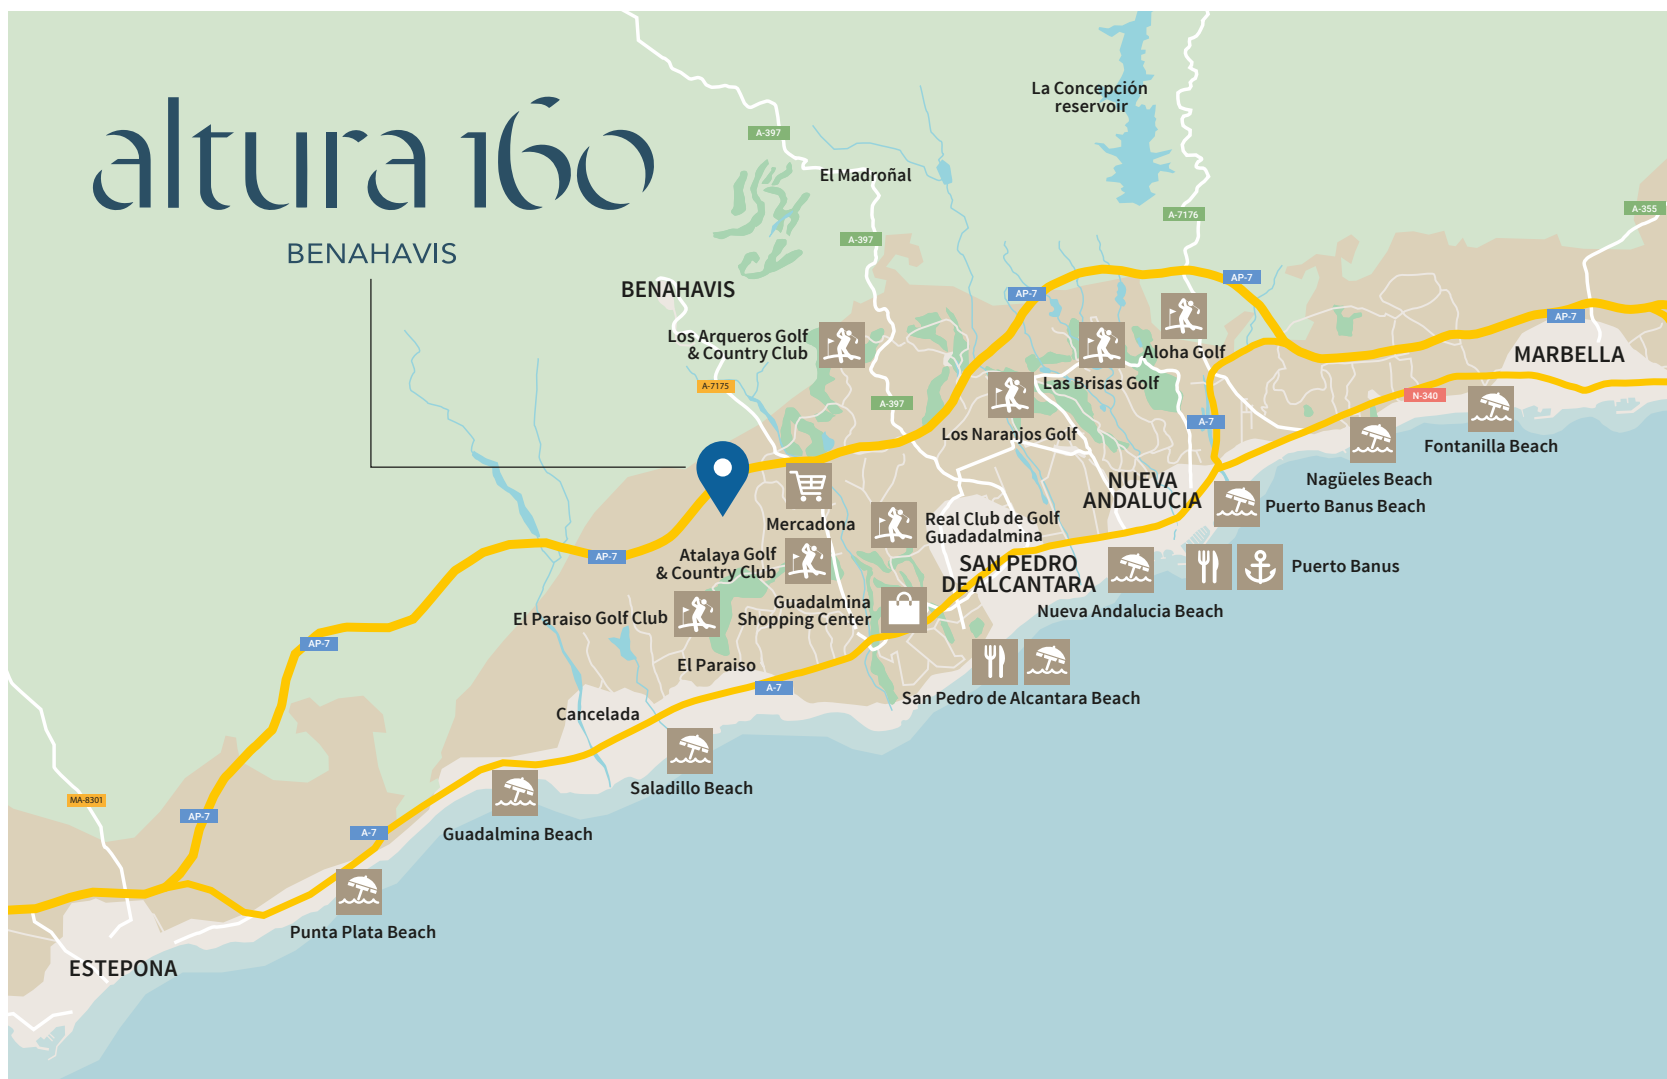 altura 160
BENAHAVIS
La Concepción
reservoir
A-397
El Madroñal
A-7176
A-355
A-397
BENAHAVIS
AP-7
AP-7
AP-7
Los Arqueros Golf
& Country Club
Aloha Golf
MARBELLA
A-7175
Las Brisas Golf
A-397
N-340
Los Naranjos Golf
A-7
Fontanilla Beach
NUEVA
ANDALUCIA
Nagüeles Beach
Puerto Banus Beach
Mercadona
Real Club de Golf
Guadadalmina
AP-7
Atalaya Golf
& Country Club
SAN PEDRO
DE ALCANTARA
Puerto Banus
Guadalmina
Shopping Center
Nueva Andalucia Beach
El Paraiso Golf Club
AP-7
El Paraiso
A-7
San Pedro de Alcantara Beach
Cancelada
Saladillo Beach
MA-8301
AP-7
A-7
Guadalmina Beach
Punta Plata Beach
ESTEPONA